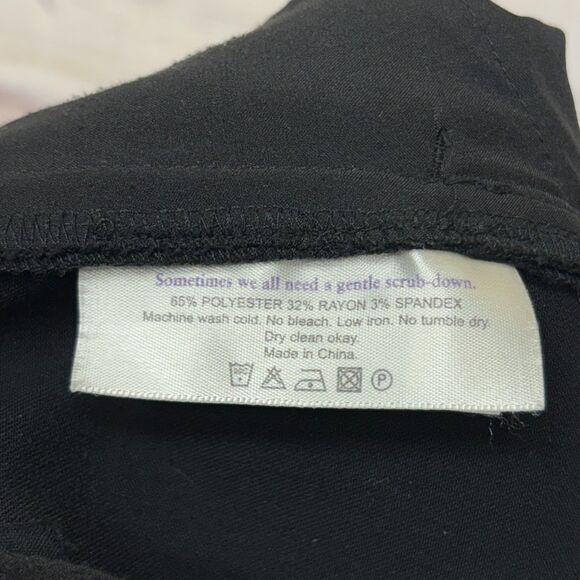 Sometimes we all need a gentle scrub-down.
65% POLYESTER 32% RAYON 3% SPANDEX
Machine wash cold. No bleach. Low iron. No tumble dry.
Dry clean okay.
Made in China.
P